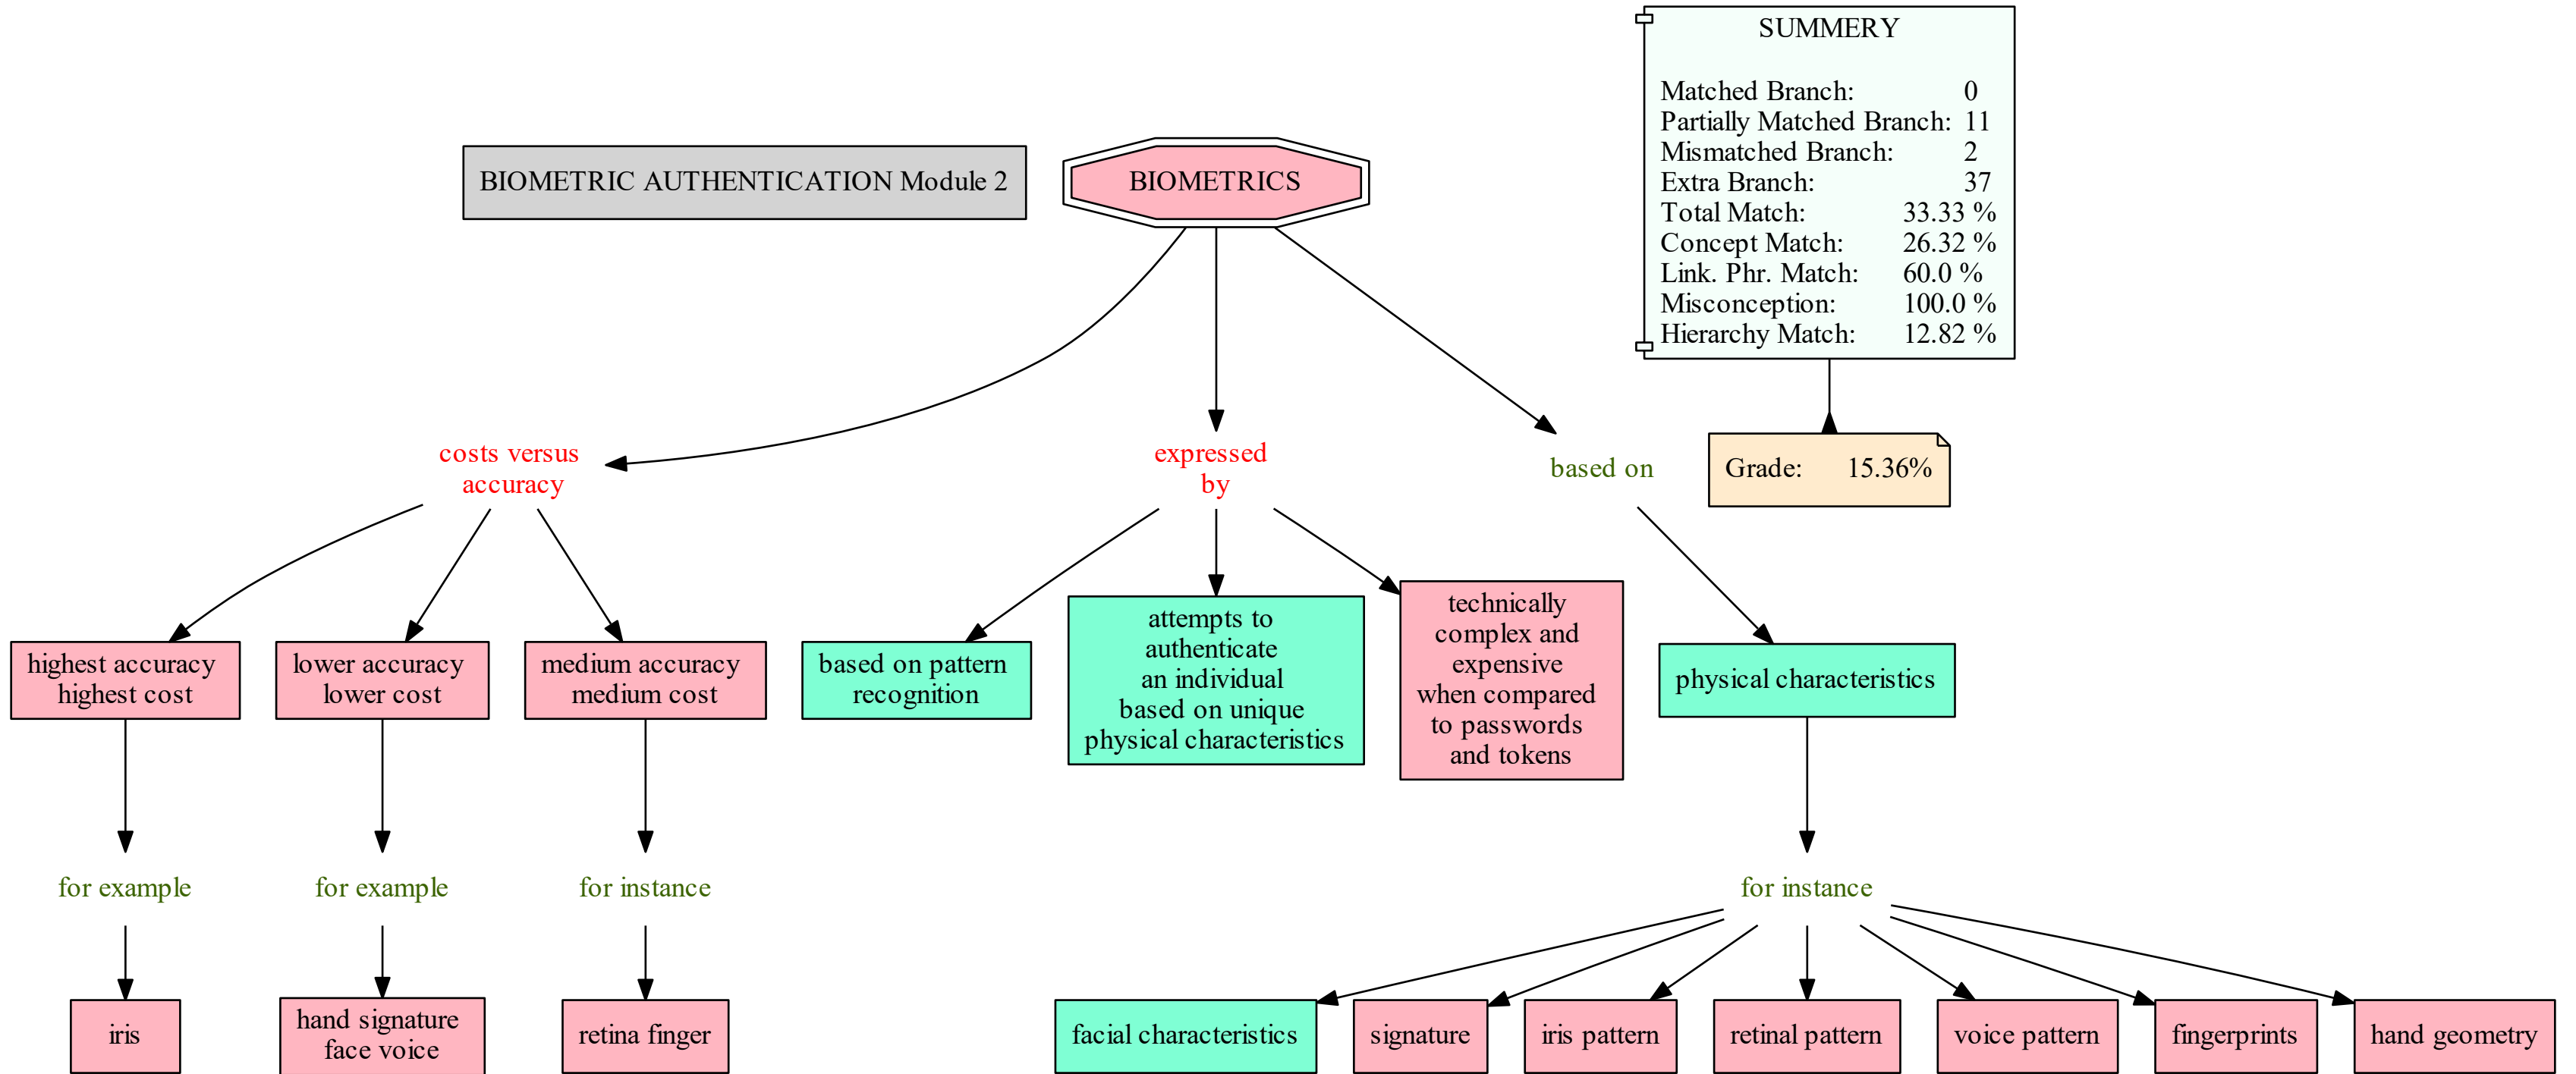 SUMMERY
Matched Branch: 0
Partially Matched Branch: 11
Mismatched Branch: 2
Extra Branch: 37
Total Match: 33.33 %
Concept Match: 26.32 %
Link. Phr. Match: 60.0 %
Misconception: 100.0 %
Hierarchy Match: 12.82 %
BIOMETRIC AUTHENTICATION Module 2
BIOMETRICS
costs versus
accuracy
expressed
by
based on
Grade: 15.36%
highest accuracy
highest cost
lower accuracy
lower cost
medium accuracy
medium cost
based on pattern
recognition
attempts to
authenticate
an individual
based on unique
physical characteristics
technically
complex and
expensive
when compared
to passwords
and tokens
physical characteristics
for example
for example
for instance
for instance
iris
hand signature
face voice
retina finger
facial characteristics
signature
iris pattern
retinal pattern
voice pattern
fingerprints
hand geometry